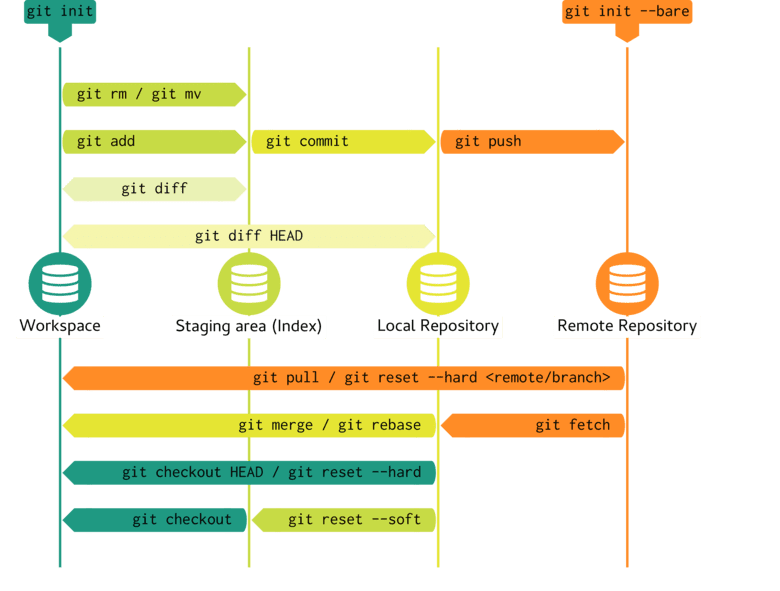 git init
git init --bare
git rm / git mv
git add
git commit
git push
git diff
git diff HEAD
Workspace
Staging area (Index)
Local Repository
Remote Repository
git pull / git reset --hard <remote/branch>
git merge / git rebase
git fetch
git checkout HEAD / git reset --hard
git checkout
git reset --soft